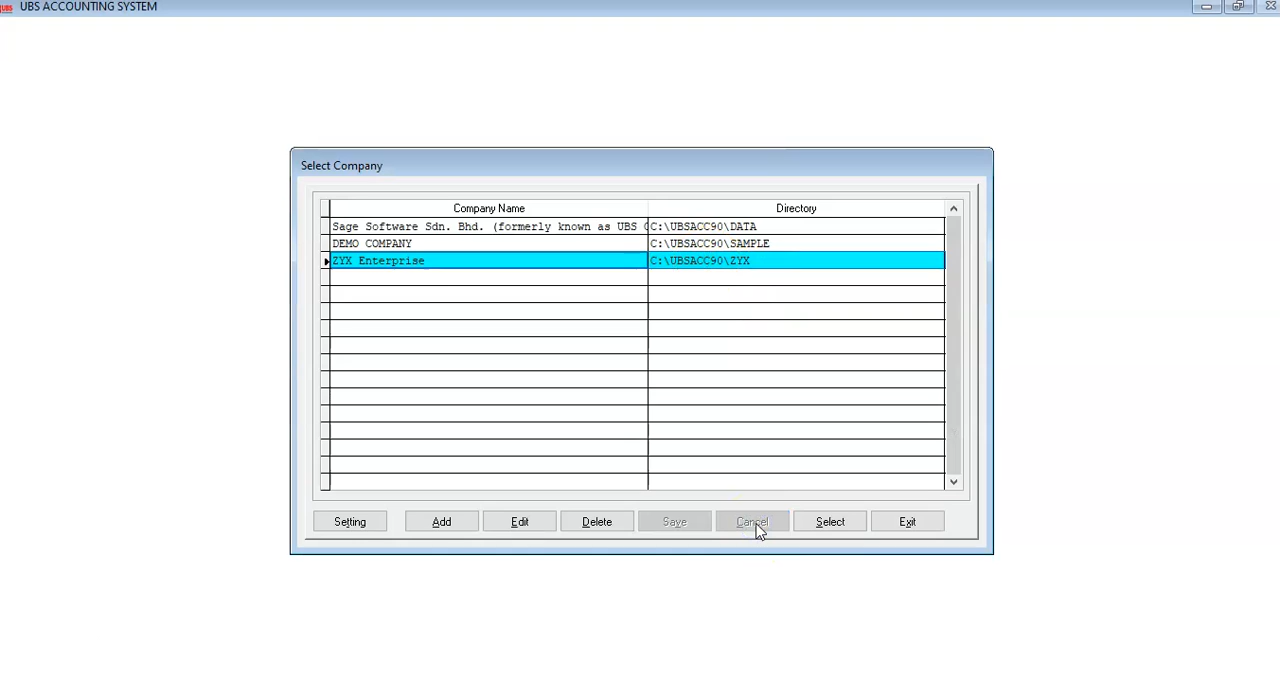 UBS UBS ACCOUNTING SYSTEM
Select Company
Company Name Directory
Sage Software Sdn. Bhd. (formerly known as UBS C:\UBSACC90\DATA
DEMO COMPANY C:\UBSACC90\SAMPLE
ZYX Enterprise C:\UBSACC90\ZYX
Setting Add Edit Delete Save Cancel Select Exit